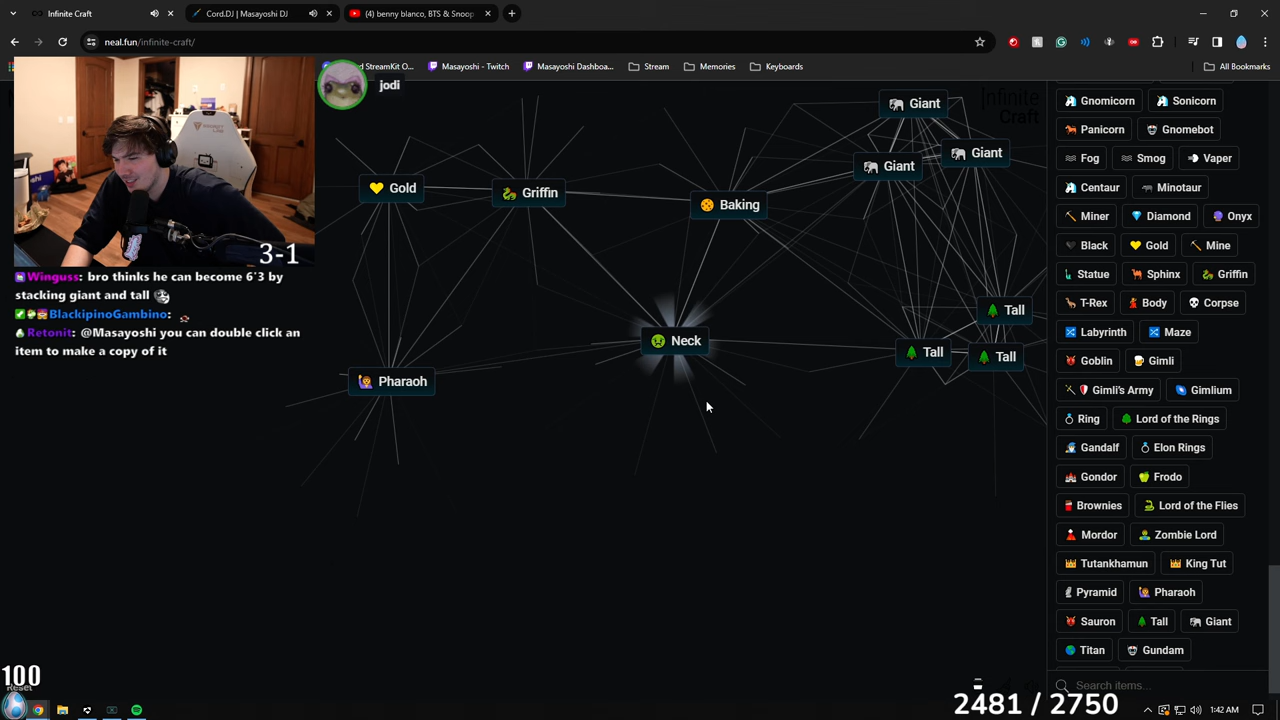 Infinite Craft
Cord.DJ | Masayoshi DJ
(4) benny blanco, BTS & Snoop
neal.fun/infinite-craft/
d StreamKit O...
Masayoshi - Twitch
Masayoshi Dashboa...
Stream
Memories
Keyboards
All Bookmarks
jodi
3-1
Winguss: bro thinks he can become 6'3 by
stacking giant and tall
BlackipinoGambino:
Retonit: @Masayoshi you can double click an
item to make a copy of it
Infinite
Craft
Giant
Giant
Giant
Gold
Griffin
Baking
Tall
Neck
Tall
Tall
Pharaoh
Gnomicorn
Sonicorn
Panicorn
Gnomebot
Fog
Smog
Vaper
Centaur
Minotaur
Miner
Diamond
Onyx
Black
Gold
Mine
Statue
Sphinx
Griffin
T-Rex
Body
Corpse
Labyrinth
Maze
Goblin
Gimli
Gimli's Army
Gimlium
Ring
Lord of the Rings
Gandalf
Elon Rings
Gondor
Frodo
Brownies
Lord of the Flies
Mordor
Zombie Lord
Tutankhamun
King Tut
Pyramid
Pharaoh
Sauron
Tall
Giant
Titan
Gundam
Search items...
100
Reset
2481 / 2750
1:42 AM